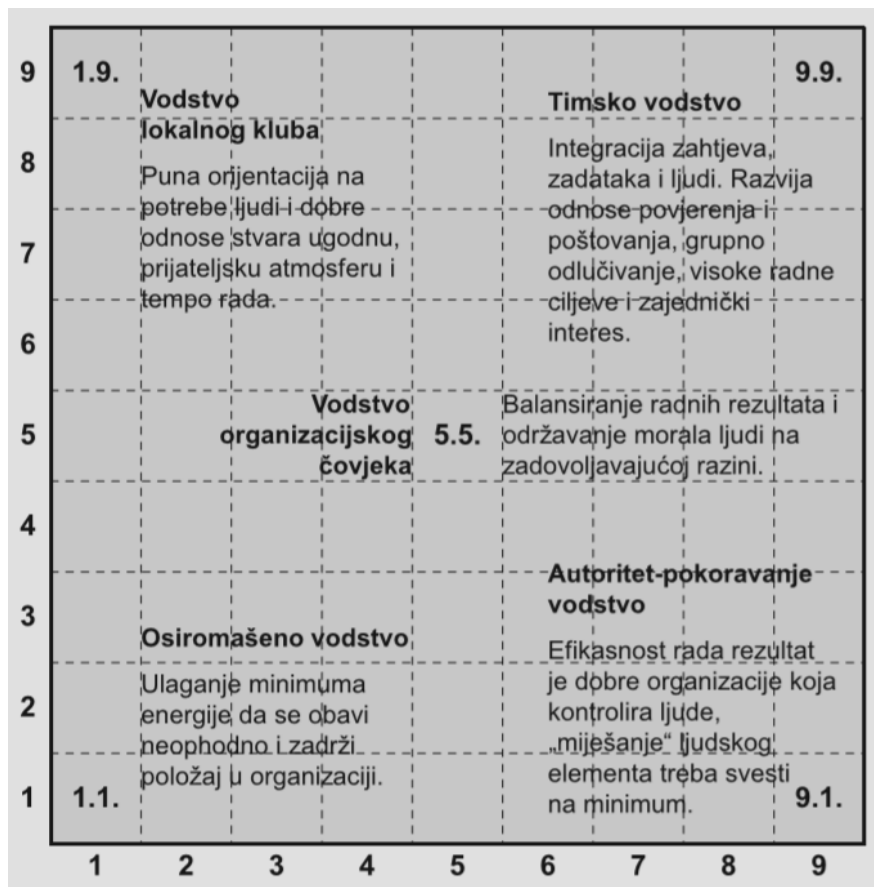 9
1.9.
9.9.
Vodstvo
lokalnog kluba
Timsko vodstvo
8
Puna orijentacija na
potrebe ljudi i dobre
odnose stvara ugodnu,
prijateljsku atmosferu i
tempo rada.
Integracija zahtjeva,
zadataka i ljudi. Razvija
odnose povjerenja i
poštovanja, grupno
odlučivanje, visoke radne
ciljeve i zajednički
interes.
7
6
5
Vodstvo
organizacijskog
čovjeka
5.5.
Balansiranje radnih rezultata i
održavanje morala ljudi na
zadovoljavajućoj razini.
4
3
Osiromašeno vodstvo
Ulaganje minimuma
energije da se obavi
neophodno i zadrži
položaj u organizaciji.
Autoritet-pokoravanje
vodstvo
Efikasnost rada rezultat
je dobre organizacije koja
kontrolira ljude,
„miješanje“ ljudskog
elementa treba svesti
na minimum.
2
1
1.1.
9.1.
1 2 3 4 5 6 7 8 9